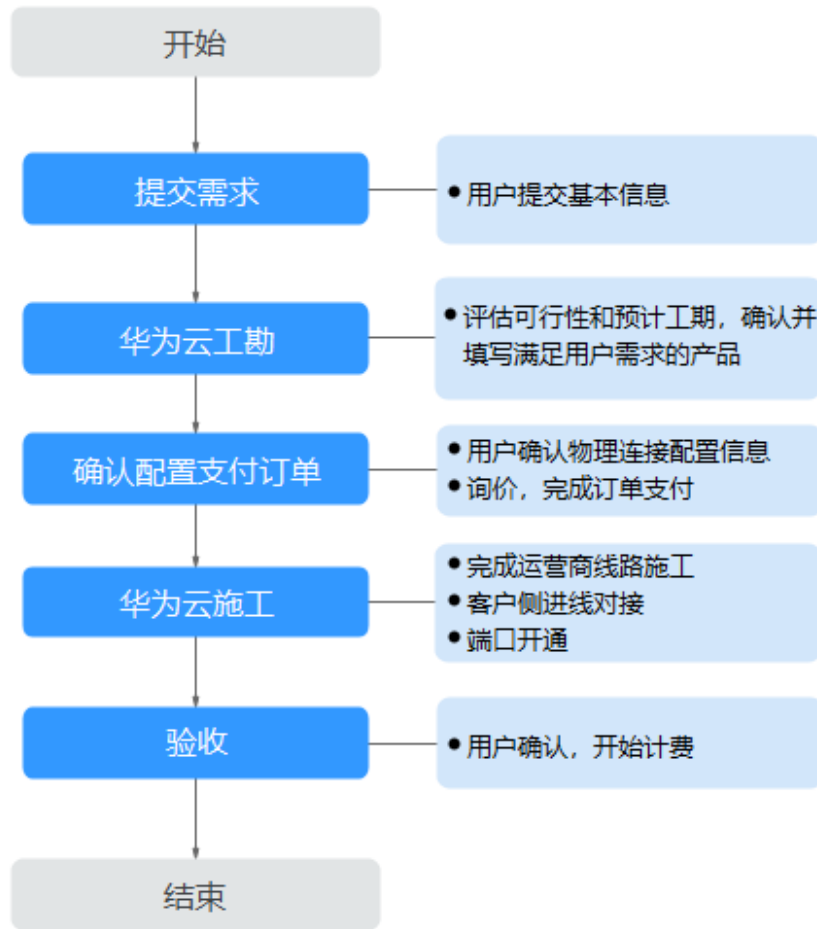 开始
提交需求
● 用户提交基本信息
华为云工勘
● 评估可行性和预计工期，确认并
填写满足用户需求的产品
确认配置支付订单
● 用户确认物理连接配置信息
● 询价，完成订单支付
华为云施工
● 完成运营商线路施工
● 客户侧进线对接
● 端口开通
验收
● 用户确认，开始计费
结束